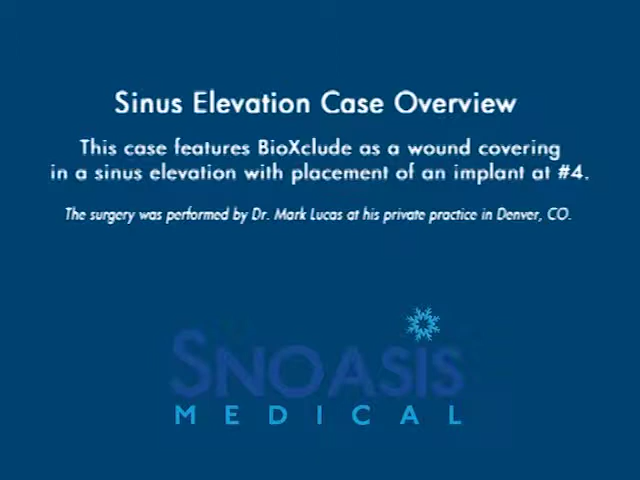 Sinus Elevation Case Overview
This case features BioXclude as a wound covering
in a sinus elevation with placement of an implant at #4.
The surgery was performed by Dr. Mark Lucas at his private practice in Denver, CO.
SNOASIS
MEDICAL